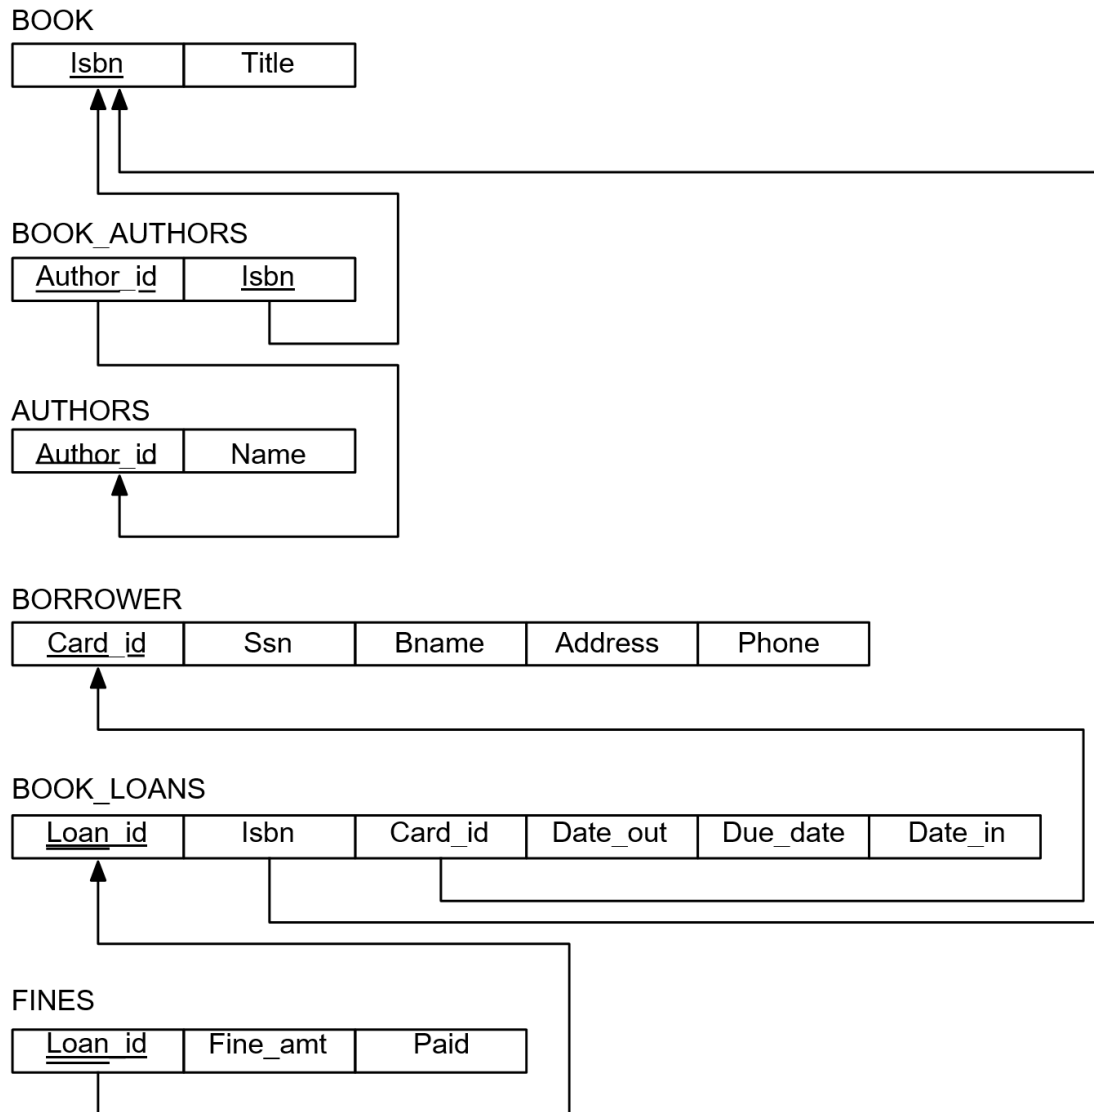 BOOK
Isbn Title
BOOK_AUTHORS
Author_id Isbn
AUTHORS
Author_id Name
BORROWER
Card_id Ssn Bname Address Phone
BOOK_LOANS
Loan_id Isbn Card_id Date_out Due_date Date_in
FINES
Loan_id Fine_amt Paid